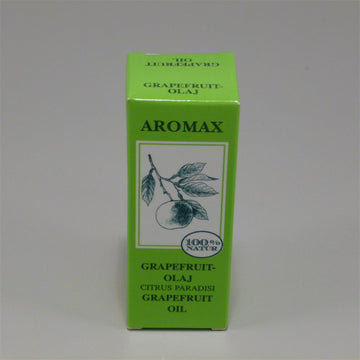 GRAPEFRUIT
OIL
GRAPEFRUIT-
OLAJ
AROMAX
100%
NATUR
GRAPEFRUIT-
OLAJ
CITRUS PARADISI
GRAPEFRUIT
OIL